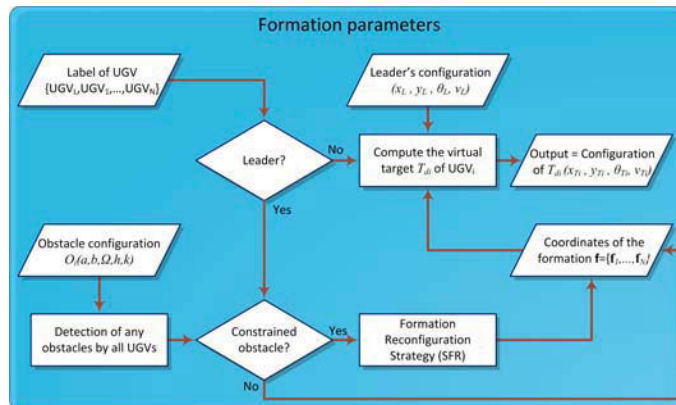 Formation parameters
Label of UGV
{UGV_L,UGV_1,...,UGV_N}
Leader's configuration
(x_L , y_L , θ_L, v_L)
Leader?
No
Yes
Compute the virtual
target T_di of UGV_i
Output = Configuration
of T_di (x_Ti , y_Ti , θ_Ti, v_Ti)
Obstacle configuration
O_i(a,b,Ω,h,k)
Coordinates of the
formation f={f_1,...,f_N}
Detection of any
obstacles by all UGVs
Constrained
obstacle?
Yes
No
Formation
Reconfiguration
Strategy (SFR)